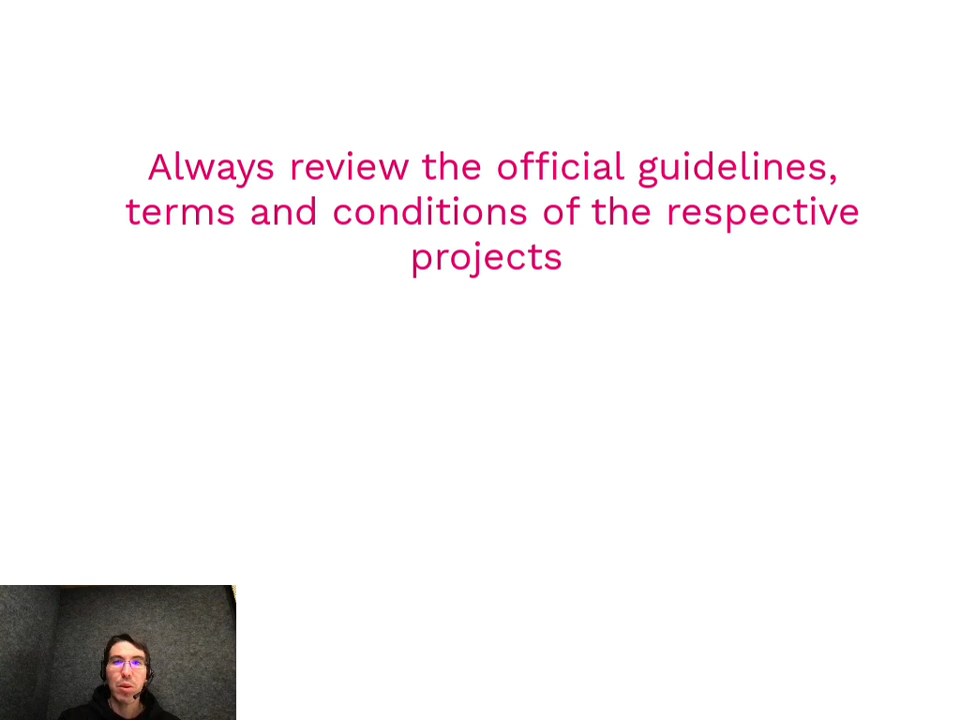 Always review the official guidelines,
terms and conditions of the respective
projects